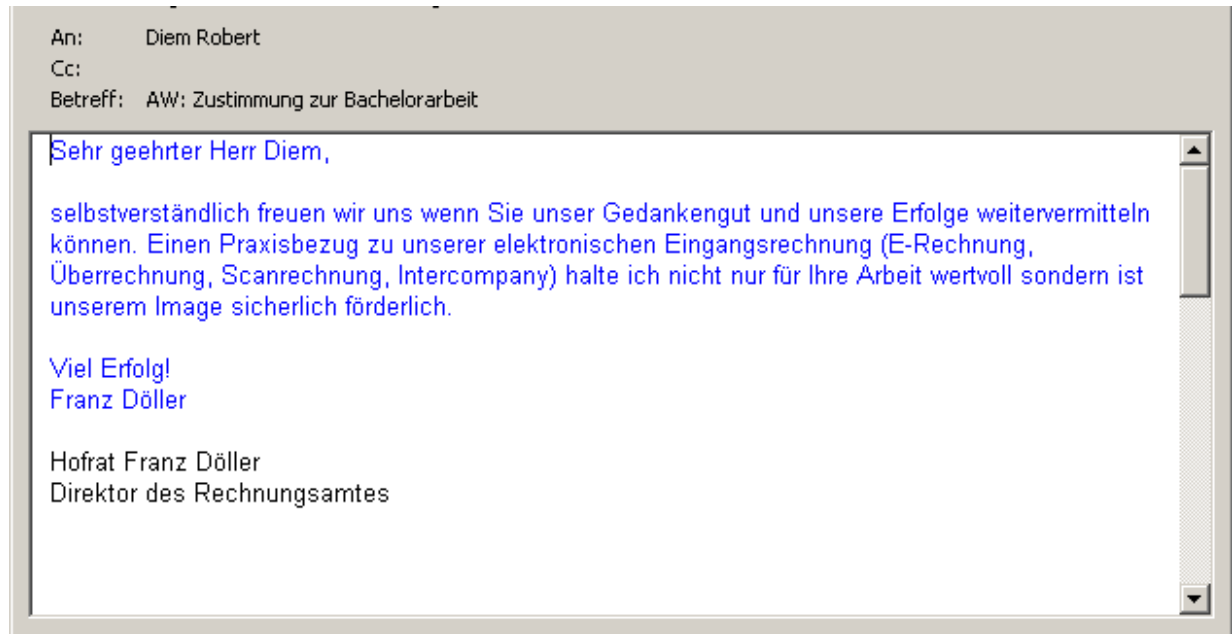 An: Diem Robert
Cc:
Betreff: AW: Zustimmung zur Bachelorarbeit
Sehr geehrter Herr Diem,
selbstverständlich freuen wir uns wenn Sie unser Gedankengut und unsere Erfolge weitervermitteln
können. Einen Praxisbezug zu unserer elektronischen Eingangsrechnung (E-Rechnung,
Überrechnung, Scanrechnung, Intercompany) halte ich nicht nur für Ihre Arbeit wertvoll sondern ist
unserem Image sicherlich förderlich.
Viel Erfolg!
Franz Döller
Hofrat Franz Döller
Direktor des Rechnungsamtes